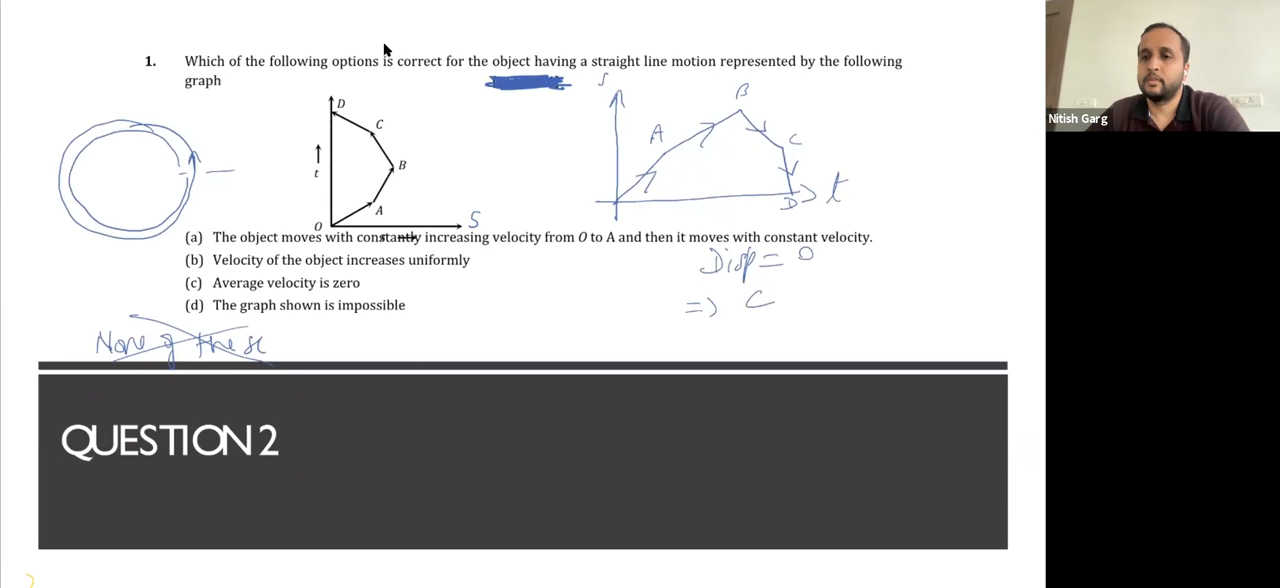 1. Which of the following options is correct for the object having a straight line motion represented by the following
graph
D
C
t
B
A
O
S
S
A
B
C
D
t
(a) The object moves with constantly increasing velocity from O to A and then it moves with constant velocity.
(b) Velocity of the object increases uniformly
(c) Average velocity is zero
(d) The graph shown is impossible
Disp = 0
=> C
None of these
QUESTION 2
Nitish Garg